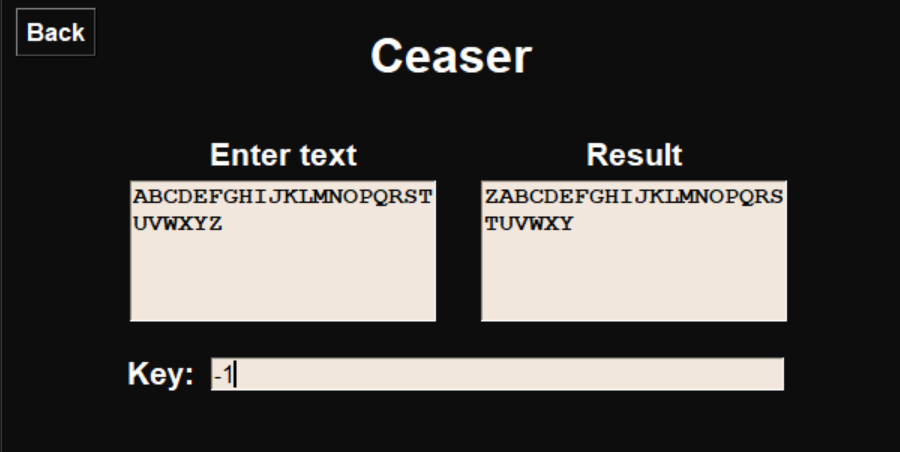 Back
Ceaser
Enter text
Result
ABCDEFGHIJKLMNOPQRST
UVWXYZ
ZABCDEFGHIJKLMNOPQRS
TUVWXY
Key: -1